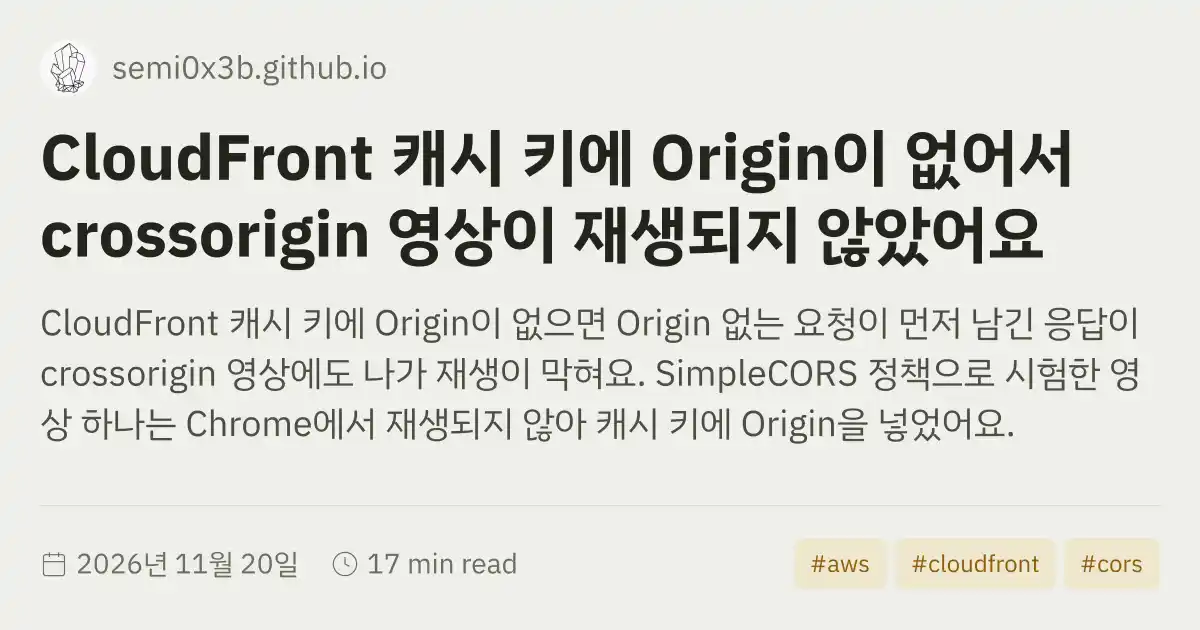 semi0x3b.github.io
CloudFront 캐시 키에 Origin이 없어서
crossorigin 영상이 재생되지 않았어요
CloudFront 캐시 키에 Origin이 없으면 Origin 없는 요청이 먼저 남긴 응답이
crossorigin 영상에도 나가 재생이 막혀요. SimpleCORS 정책으로 시험한 영
상 하나는 Chrome에서 재생되지 않아 캐시 키에 Origin을 넣었어요.
2026년 11월 20일 17 min read #aws #cloudfront #cors